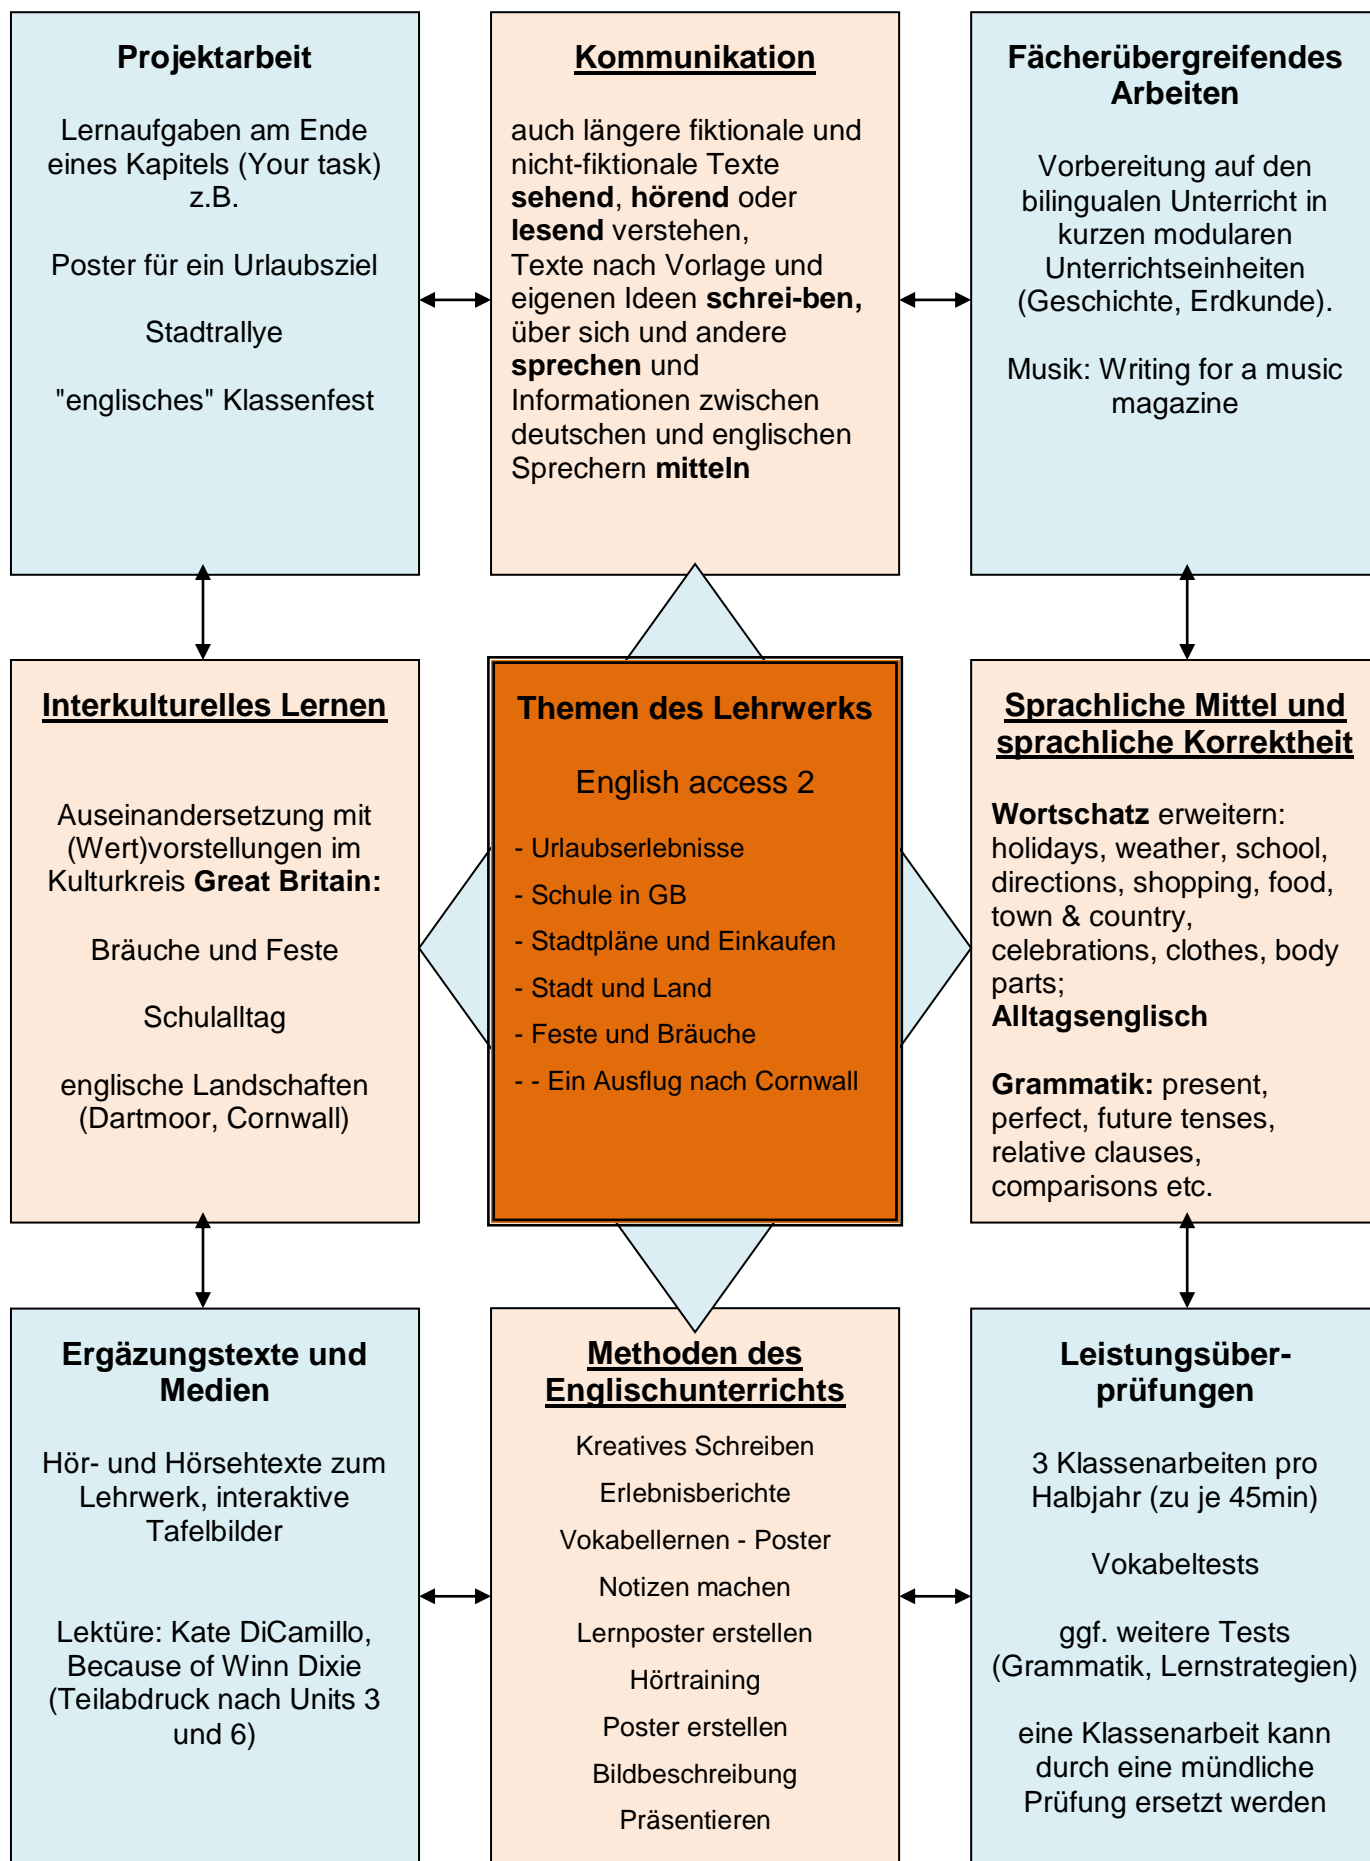 Projektarbeit
Lernaufgaben am Ende
eines Kapitels (Your task)
z.B.
Poster für ein Urlaubsziel
Stadtrallye
"englisches" Klassenfest
Kommunikation
auch längere fiktionale und
nicht-fiktionale Texte
sehend, hörend oder
lesend verstehen,
Texte nach Vorlage und
eigenen Ideen schrei-ben,
über sich und andere
sprechen und
Informationen zwischen
deutschen und englischen
Sprechern mitteln
Fächerübergreifendes
Arbeiten
Vorbereitung auf den
bilingualen Unterricht in
kurzen modularen
Unterrichtseinheiten
(Geschichte, Erdkunde).
Musik: Writing for a music
magazine
Interkulturelles Lernen
Auseinandersetzung mit
(Wert)vorstellungen im
Kulturkreis Great Britain:
Bräuche und Feste
Schulalltag
englische Landschaften
(Dartmoor, Cornwall)
Themen des Lehrwerks
English access 2
- Urlaubserlebnisse
- Schule in GB
- Stadtpläne und Einkaufen
- Stadt und Land
- Feste und Bräuche
- - Ein Ausflug nach Cornwall
Sprachliche Mittel und
sprachliche Korrektheit
Wortschatz erweitern:
holidays, weather, school,
directions, shopping, food,
town & country,
celebrations, clothes, body
parts;
Alltagsenglisch
Grammatik: present,
perfect, future tenses,
relative clauses,
comparisons etc.
Ergäzungstexte und
Medien
Hör- und Hörsehtexte zum
Lehrwerk, interaktive
Tafelbilder
Lektüre: Kate DiCamillo,
Because of Winn Dixie
(Teilabdruck nach Units 3
und 6)
Methoden des
Englischunterrichts
Kreatives Schreiben
Erlebnisberichte
Vokabellernen - Poster
Notizen machen
Lernposter erstellen
Hörtraining
Poster erstellen
Bildbeschreibung
Präsentieren
Leistungsüber-
prüfungen
3 Klassenarbeiten pro
Halbjahr (zu je 45min)
Vokabeltests
ggf. weitere Tests
(Grammatik, Lernstrategien)
eine Klassenarbeit kann
durch eine mündliche
Prüfung ersetzt werden